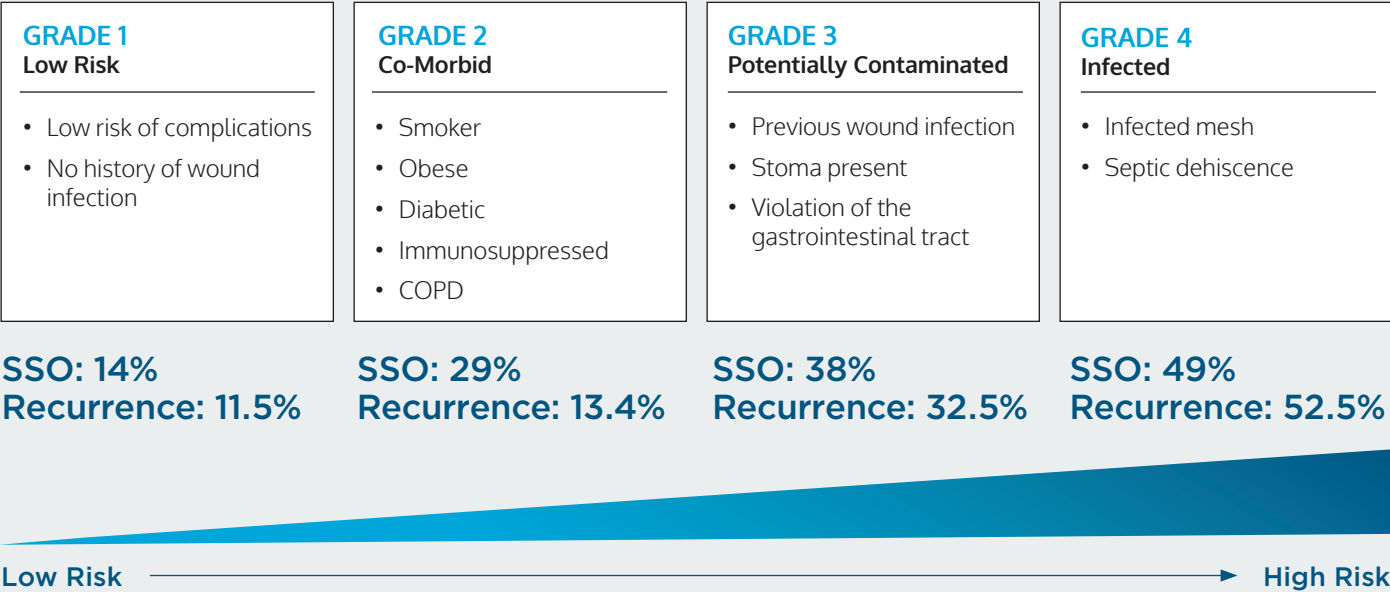 GRADE 1
Low Risk
• Low risk of complications
• No history of wound
infection
GRADE 2
Co-Morbid
• Smoker
• Obese
• Diabetic
• Immunosuppressed
• COPD
GRADE 3
Potentially Contaminated
• Previous wound infection
• Stoma present
• Violation of the
gastrointestinal tract
GRADE 4
Infected
• Infected mesh
• Septic dehiscence
SSO: 14%
Recurrence: 11.5%
SSO: 29%
Recurrence: 13.4%
SSO: 38%
Recurrence: 32.5%
SSO: 49%
Recurrence: 52.5%
Low Risk
High Risk